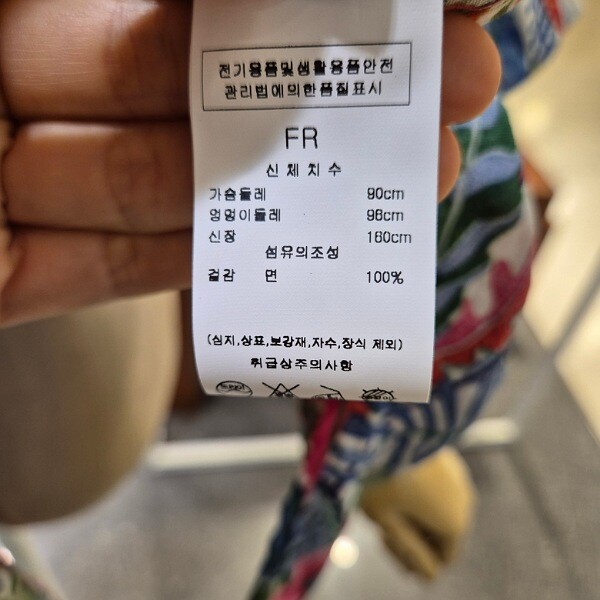 전기용품및생활용품안전
관리법에의한품질표시
FR
신 체 치 수
가슴둘레 90cm
엉덩이둘레 98cm
신장 160cm
섬유의조성
겉감 면 100%
(심지,상표,보강재,자수,장식 제외)
취급상주의사항